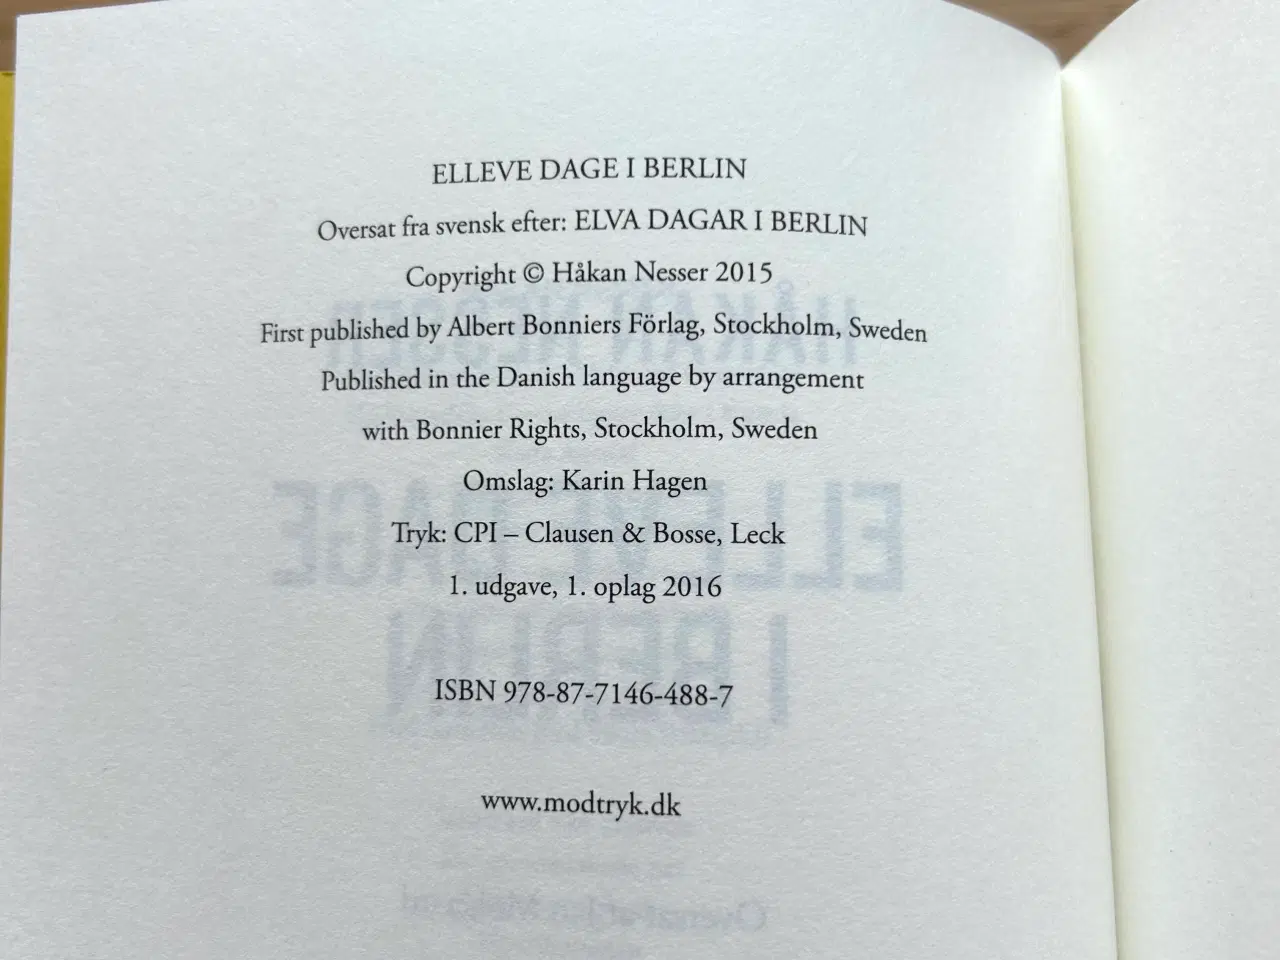 ELLEVE DAGE I BERLIN
Oversat fra svensk efter: ELVA DAGAR I BERLIN
Copyright © Håkan Nesser 2015
First published by Albert Bonniers Förlag, Stockholm, Sweden
Published in the Danish language by arrangement
with Bonnier Rights, Stockholm, Sweden
Omslag: Karin Hagen
Tryk: CPI – Clausen & Bosse, Leck
1. udgave, 1. oplag 2016
ISBN 978-87-7146-488-7
www.modtryk.dk